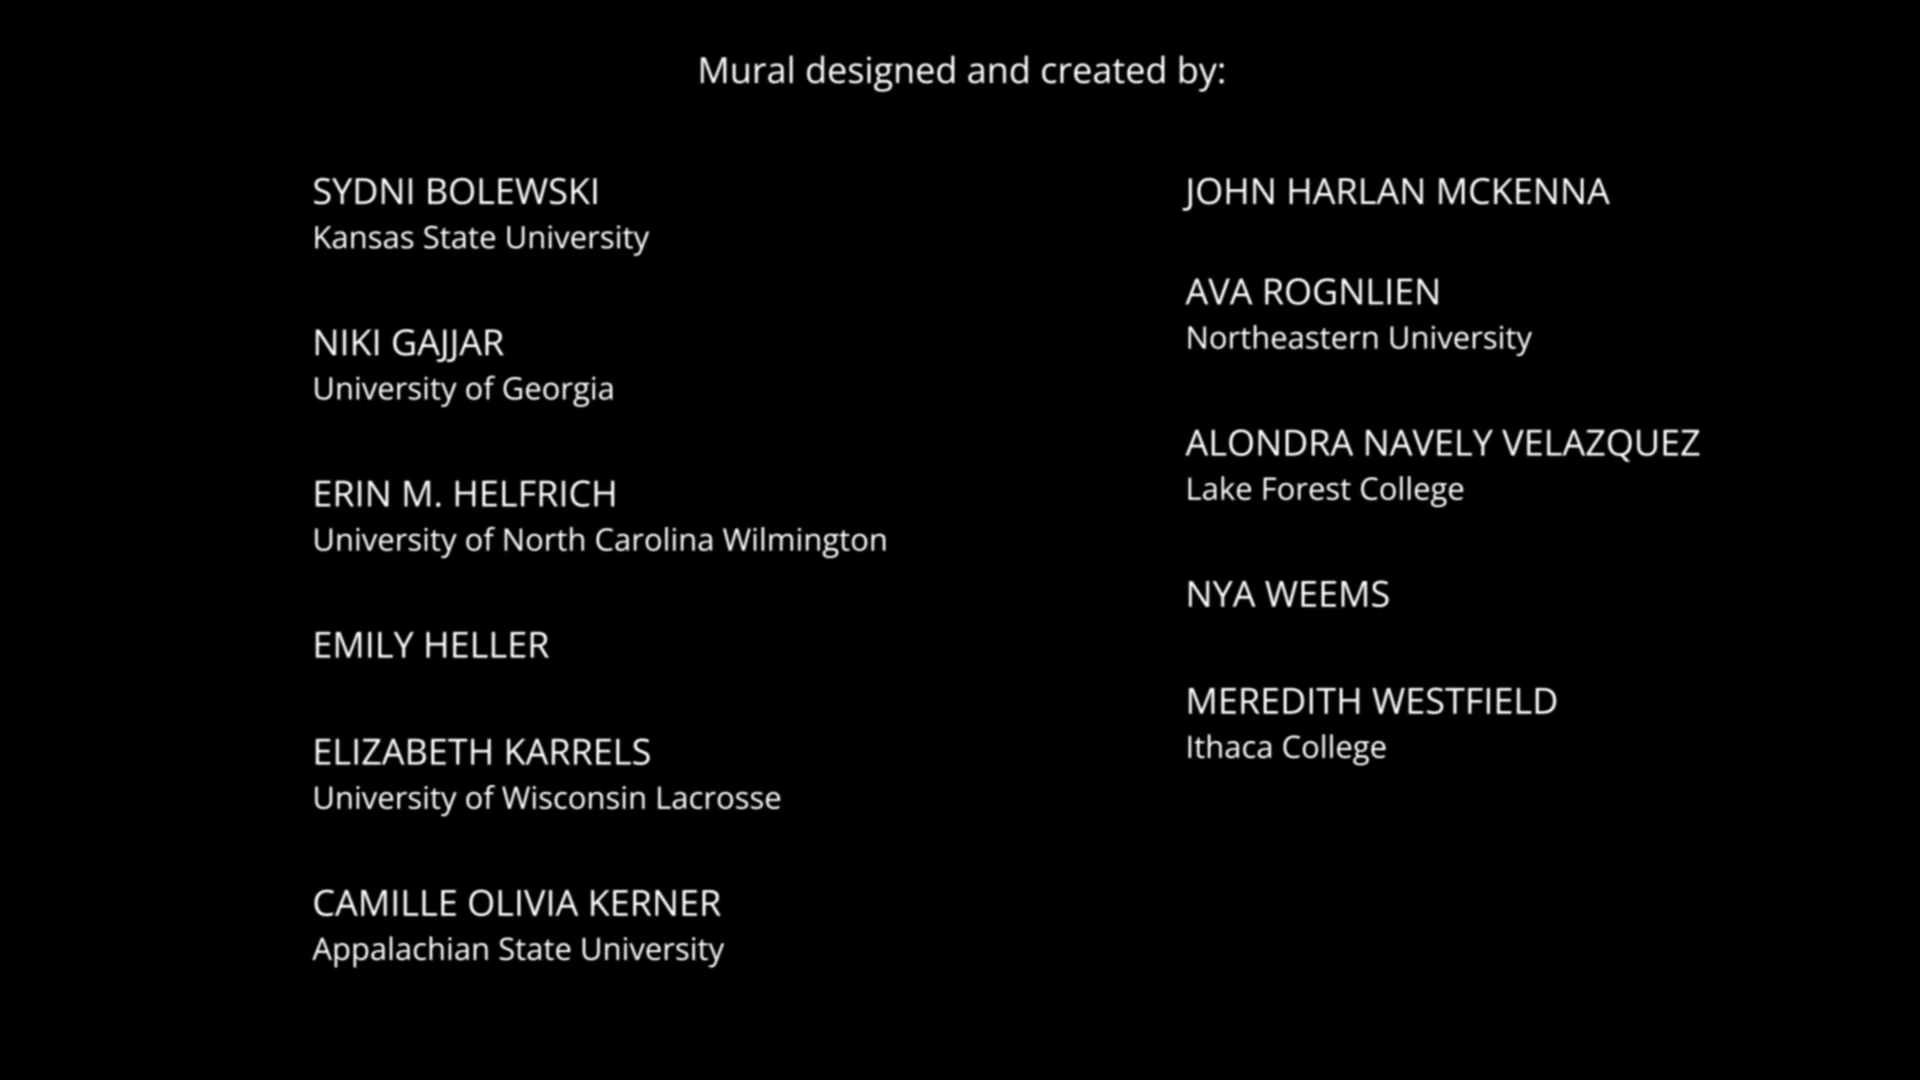 Mural designed and created by:
SYDNI BOLEWSKI
Kansas State University
NIKI GAJJAR
University of Georgia
ERIN M. HELFRICH
University of North Carolina Wilmington
EMILY HELLER
ELIZABETH KARRELS
University of Wisconsin Lacrosse
CAMILLE OLIVIA KERNER
Appalachian State University
JOHN HARLAN MCKENNA
AVA ROGNLIEN
Northeastern University
ALONDRA NAVELY VELAZQUEZ
Lake Forest College
NYA WEEMS
MEREDITH WESTFIELD
Ithaca College